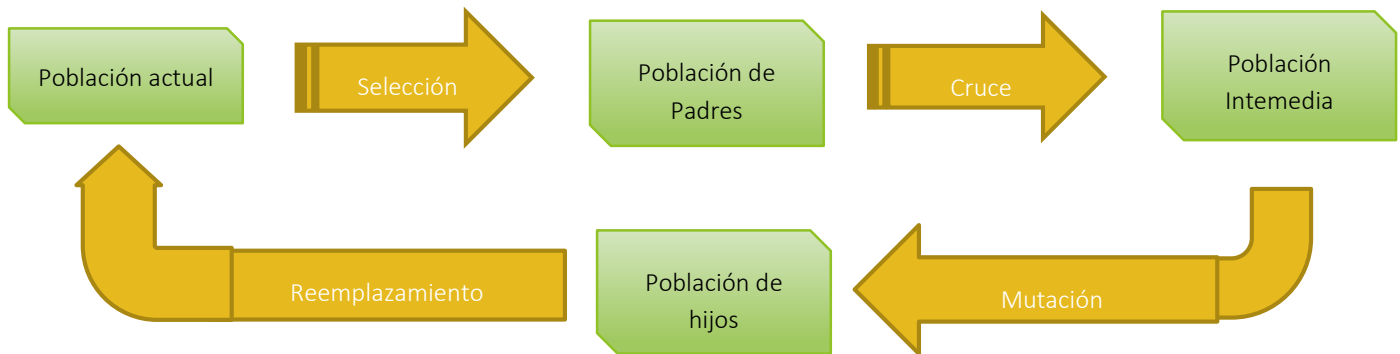 Población actual
Selección
Población de
Padres
Cruce
Población
Intemedia
Reemplazamiento
Población de
hijos
Mutación